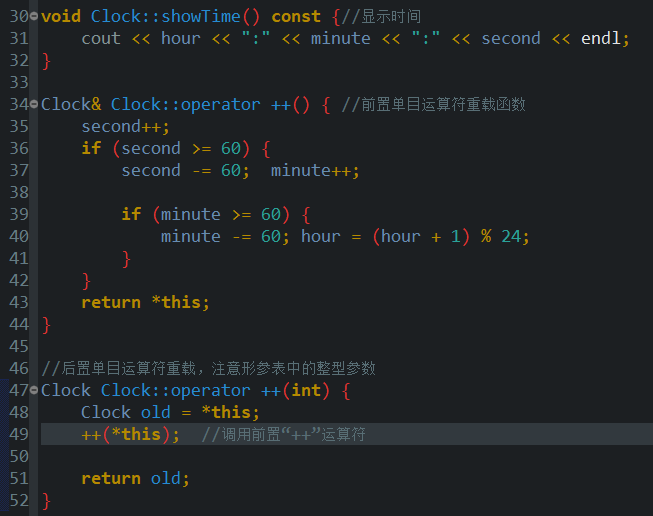 30 void Clock::showTime() const {//显示时间
31     cout << hour << ":" << minute << ":" << second << endl;
32 }
33
34 Clock& Clock::operator ++() { //前置单目运算符重载函数
35     second++;
36     if (second >= 60) {
37         second -= 60;  minute++;
38
39         if (minute >= 60) {
40             minute -= 60; hour = (hour + 1) % 24;
41         }
42     }
43     return *this;
44 }
45
46 //后置单目运算符重载，注意形参表中的整型参数
47 Clock Clock::operator ++(int) {
48     Clock old = *this;
49     ++(*this);  //调用前置“++”运算符
50
51     return old;
52 }